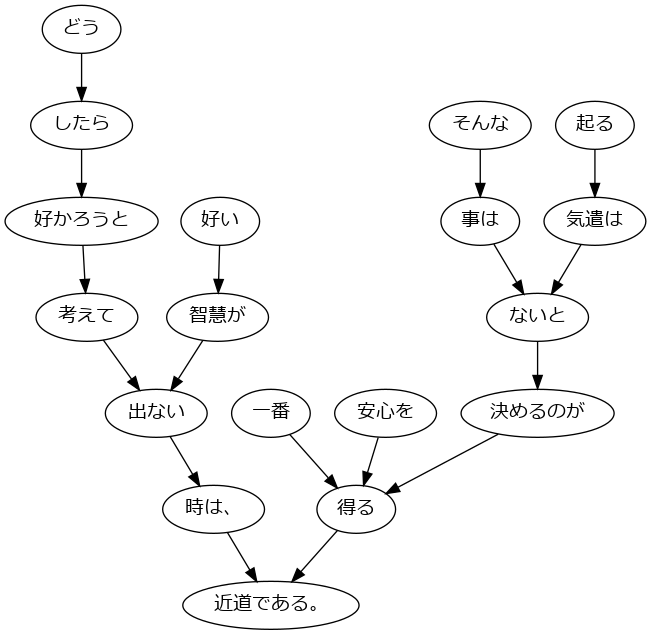 どう
したら
そんな
起る
好かろうと
好い
事は
気遣は
考えて
智慧が
ないと
出ない
一番
安心を
決めるのが
時は、
得る
近道である。